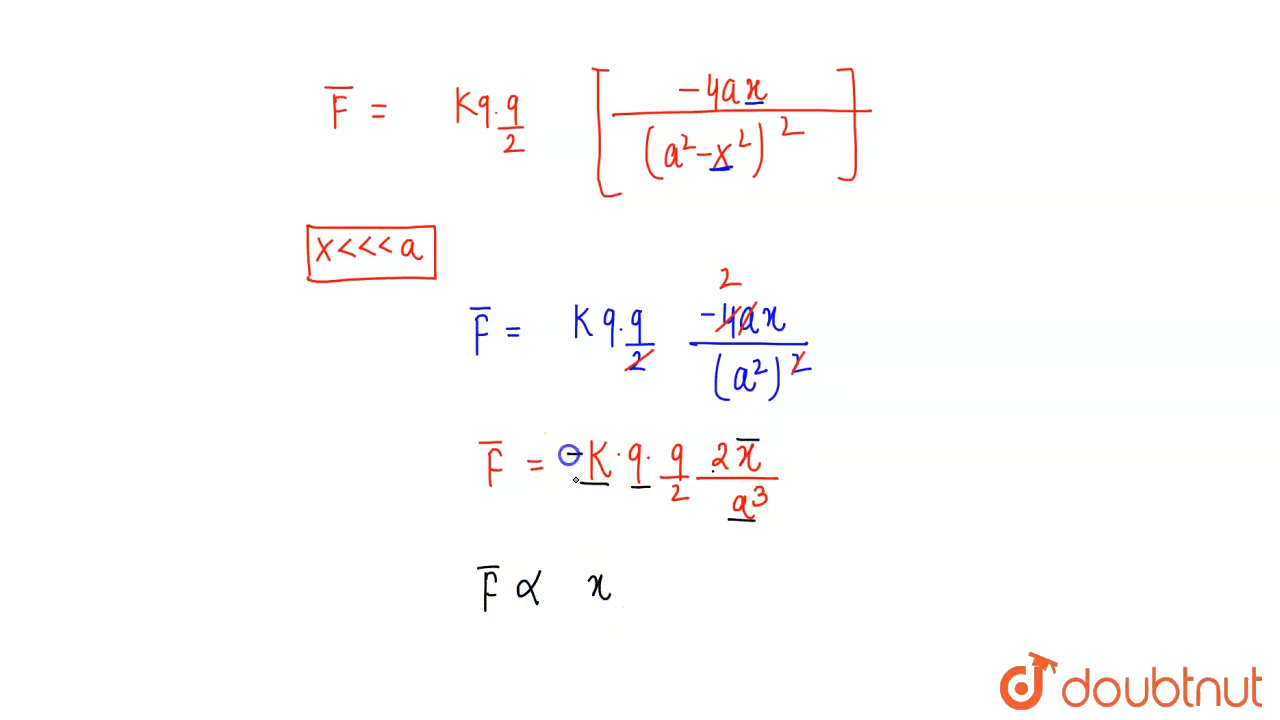 F̅ = Kq·q/2 [ -4ax / (a²-x²)² ]
x<<<a
F̅ = Kq·q/2 -4ax / (a²)² 2
F̅ = -K·q·q/2 2x̅ / a³
F̅ ∝ x
doubtnut